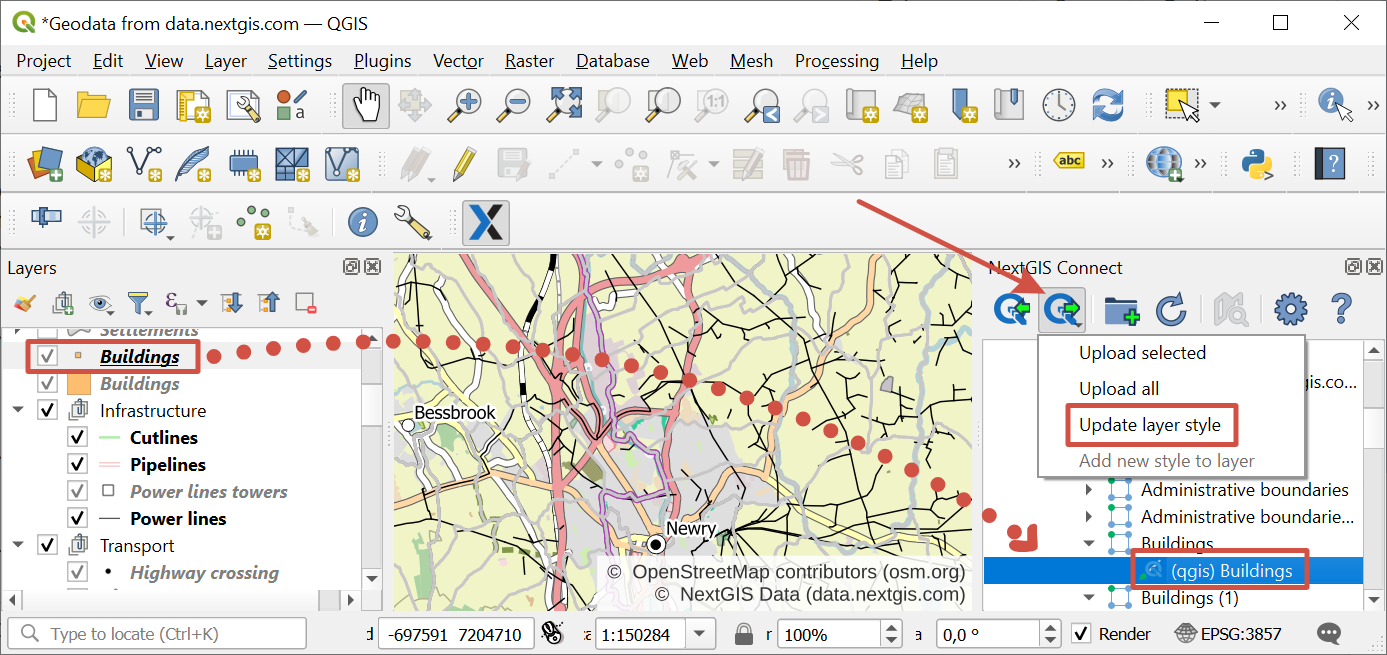 *Geodata from data.nextgis.com — QGIS
Project Edit View Layer Settings Plugins Vector Raster Database Web Mesh Processing Help
a
1:1
abc
?
Layers
NextGIS Connect
ε
?
Settlements
Buildings
Buildings
Infrastructure
Cutlines
Pipelines
Power lines towers
Power lines
Transport
Highway crossing
Bessbrook
Newry
© OpenStreetMap contributors (osm.org)
© NextGIS Data (data.nextgis.com)
Upload selected
Upload all
Update layer style
Add new style to layer
gis.co...
Administrative boundaries
Administrative boundarie...
Buildings
(qgis) Buildings
Buildings (1)
Type to locate (Ctrl+K)
d -697591 7204710 1:150284 r 100% a 0,0 ° Render EPSG:3857